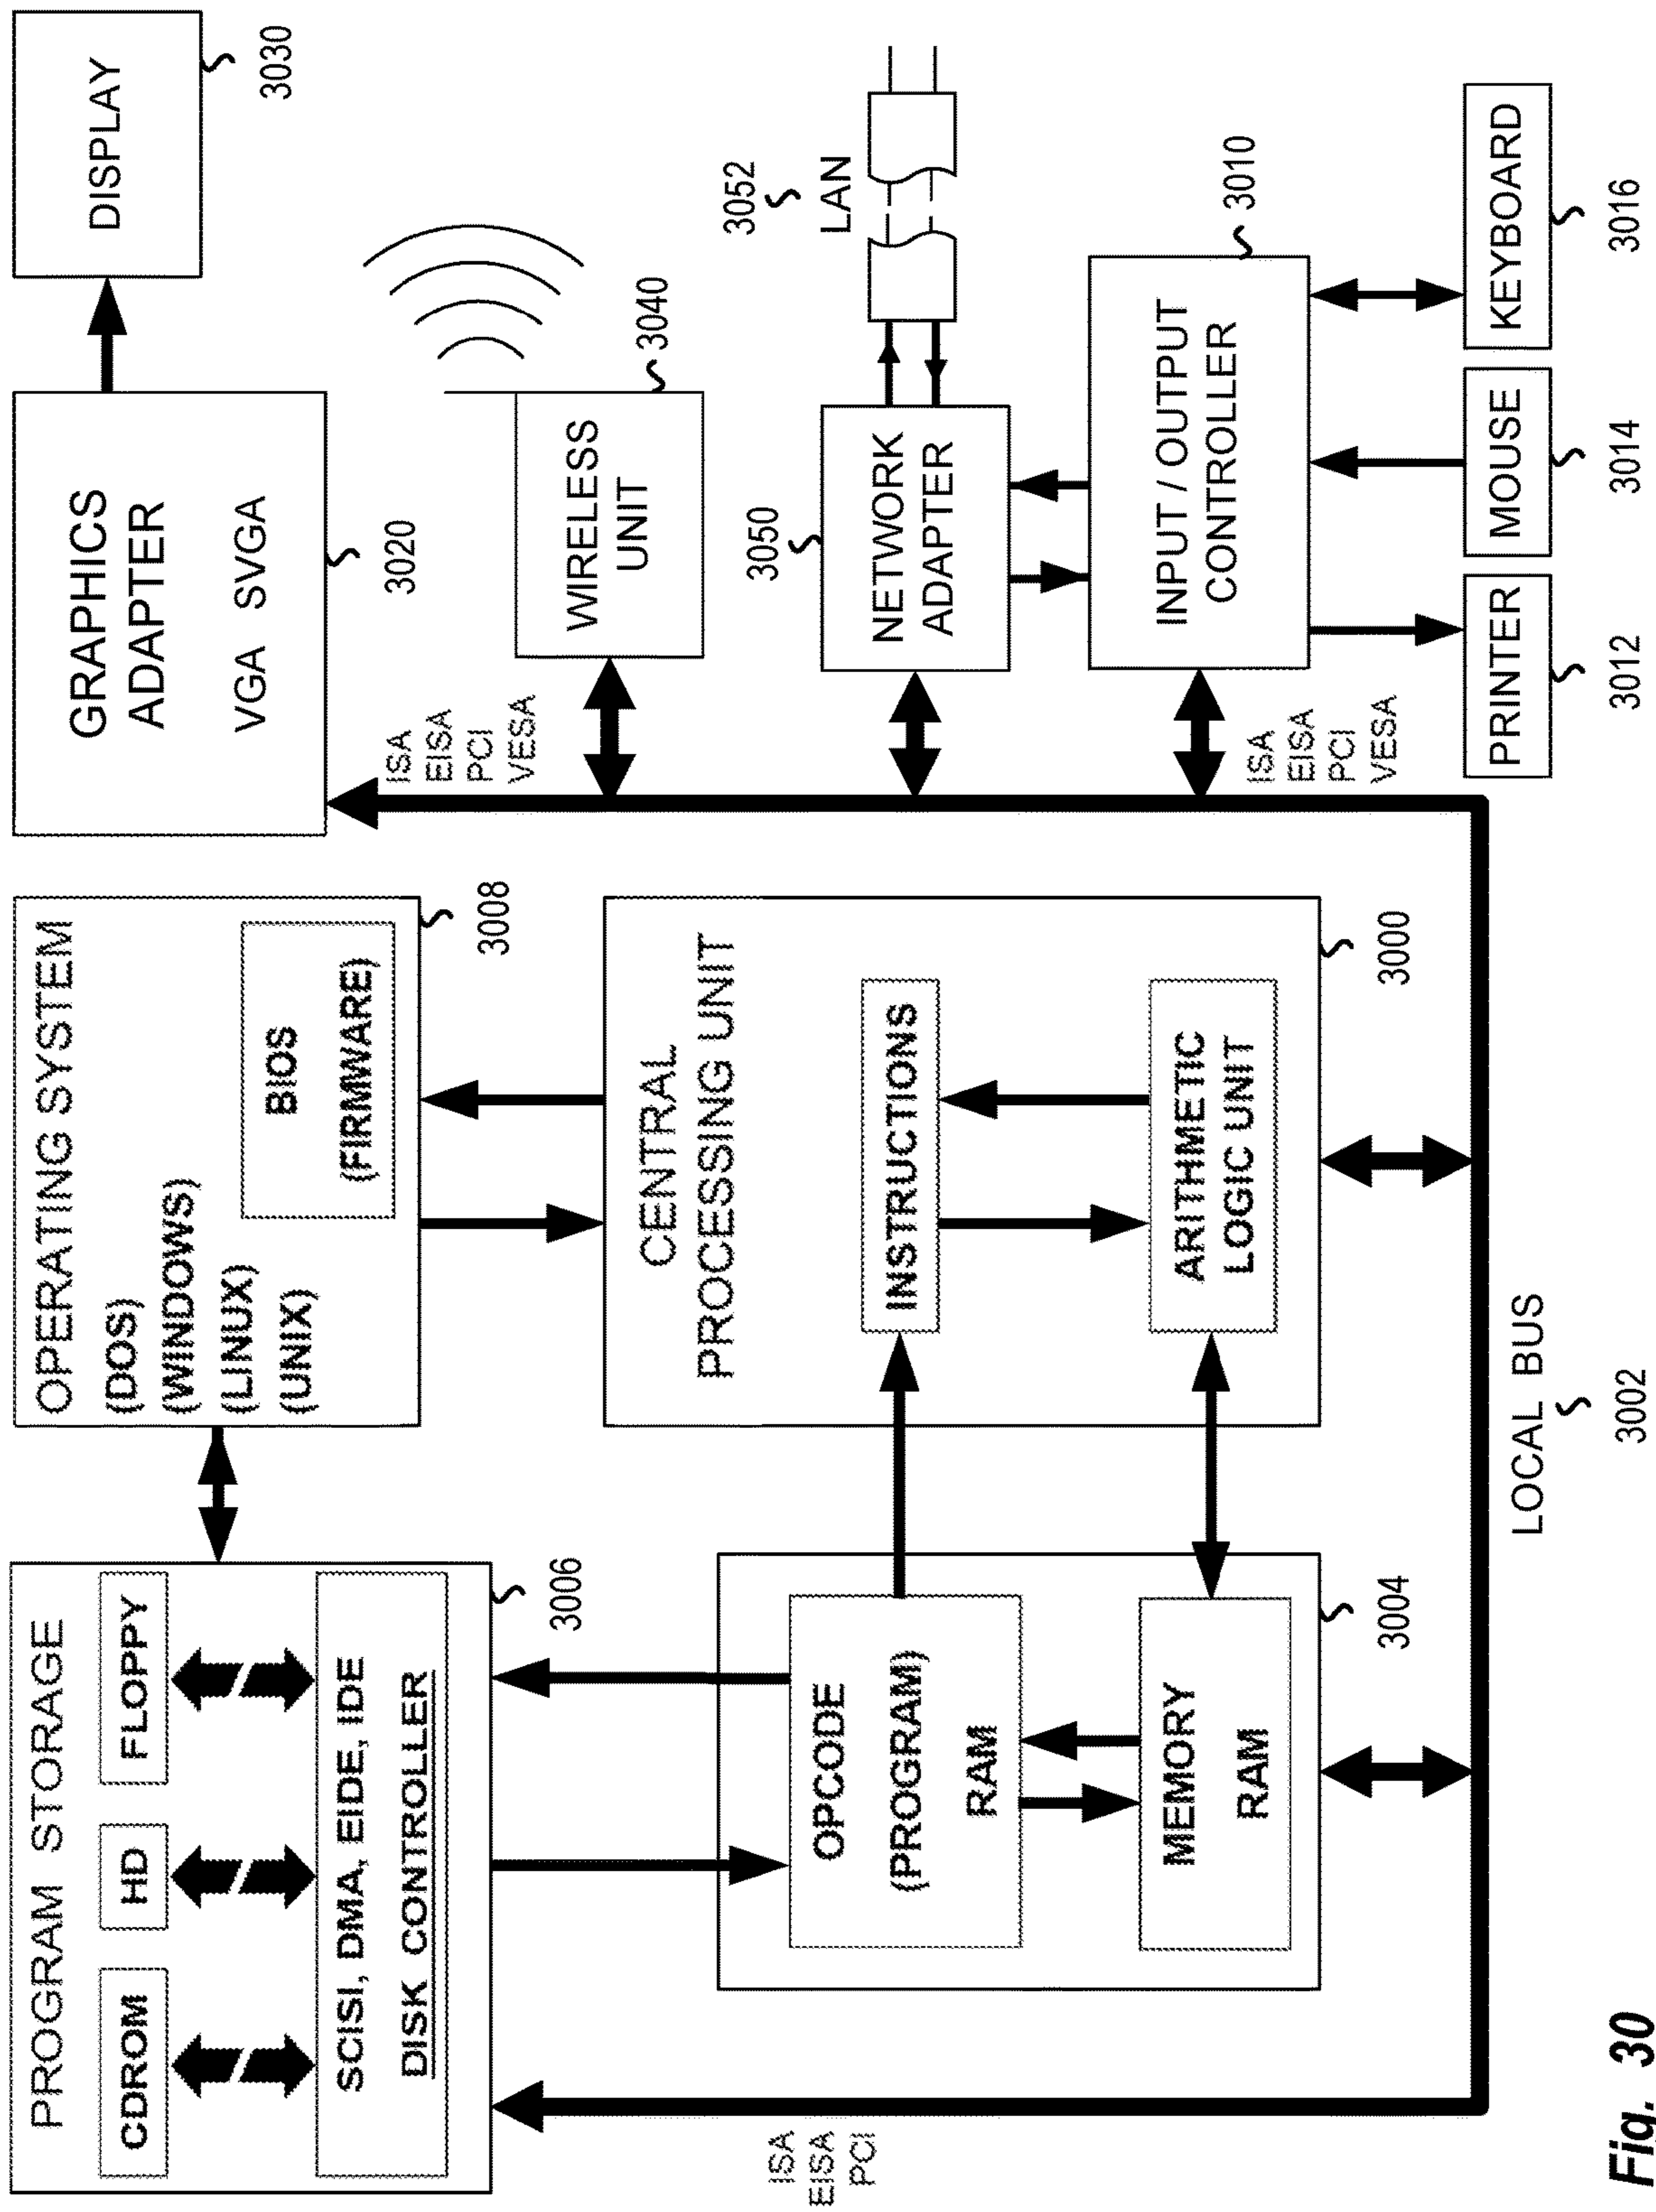 PROGRAM STORAGE
CDROM
HD
FLOPPY
SCISI, DMA, EIDE, IDE
DISK CONTROLLER
3006
OPERATING SYSTEM
(DOS)
(WINDOWS)
(LINUX)
(UNIX)
BIOS
(FIRMWARE)
3008
GRAPHICS
ADAPTER
VGA SVGA
3020
DISPLAY
3030
ISA
EISA
PCI
VESA
WIRELESS
UNIT
3040
CENTRAL
PROCESSING UNIT
INSTRUCTIONS
ARITHMETIC
LOGIC UNIT
3000
OPCODE
(PROGRAM)
RAM
MEMORY
RAM
3004
ISA
EISA
PCI
3050
NETWORK
ADAPTER
3052
LAN
INPUT / OUTPUT
CONTROLLER
3010
ISA
EISA
PCI
VESA
PRINTER
3012
MOUSE
3014
KEYBOARD
3016
LOCAL BUS
3002
Fig. 30